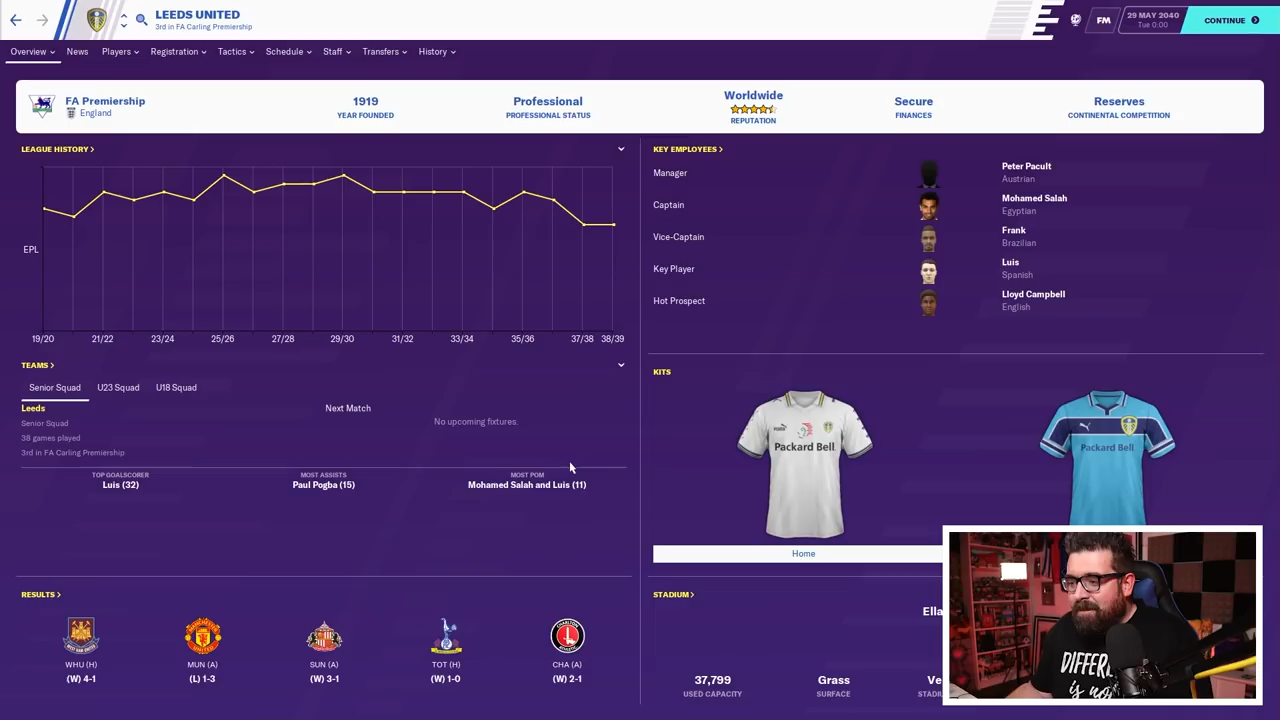 LEEDS UNITED
3rd in FA Carling Premiership
FM
29 MAY 2040
Tue 0:00
CONTINUE
Overview
News
Players
Registration
Tactics
Schedule
Staff
Transfers
History
FA Premiership
England
1919
YEAR FOUNDED
Professional
PROFESSIONAL STATUS
Worldwide
REPUTATION
Secure
FINANCES
Reserves
CONTINENTAL COMPETITION
LEAGUE HISTORY >
EPL
19/20 21/22 23/24 25/26 27/28 29/30 31/32 33/34 35/36 37/38 38/39
KEY EMPLOYEES >
Manager
Peter Pacult
Austrian
Captain
Mohamed Salah
Egyptian
Vice-Captain
Frank
Brazilian
Key Player
Luis
Spanish
Hot Prospect
Lloyd Campbell
English
TEAMS >
Senior Squad U23 Squad U18 Squad
Leeds
Senior Squad
38 games played
3rd in FA Carling Premiership
Next Match
No upcoming fixtures.
TOP GOALSCORER
Luis (32)
MOST ASSISTS
Paul Pogba (15)
MOST POM
Mohamed Salah and Luis (11)
KITS
Packard Bell
Packard Bell
Home
RESULTS >
WHU (H)
(W) 4-1
MUN (A)
(L) 1-3
SUN (A)
(W) 3-1
TOT (H)
(W) 1-0
CHA (A)
(W) 2-1
STADIUM >
37,799
USED CAPACITY
Grass
SURFACE